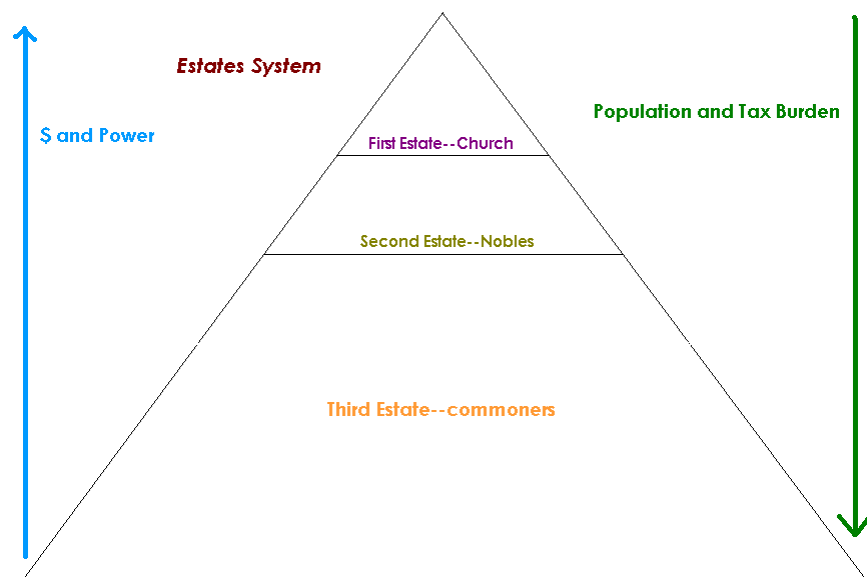 Estates System
Population and Tax Burden
$ and Power
First Estate--Church
Second Estate--Nobles
Third Estate--commoners